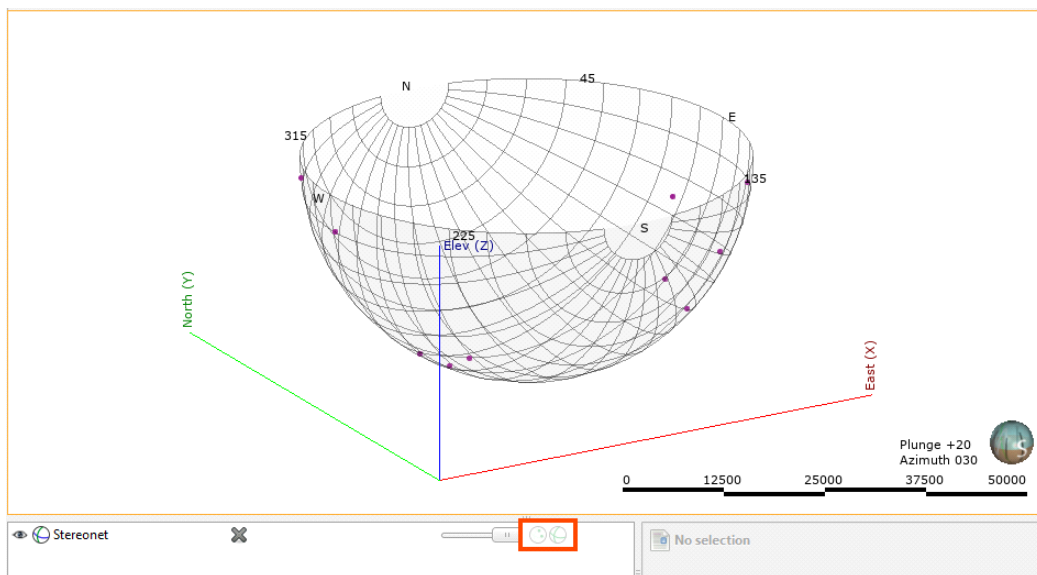 N
45
E
315
135
W
S
225
Elev (Z)
North (Y)
East (X)
Plunge +20
Azimuth 030
S
0 12500 25000 37500 50000
Stereonet
No selection